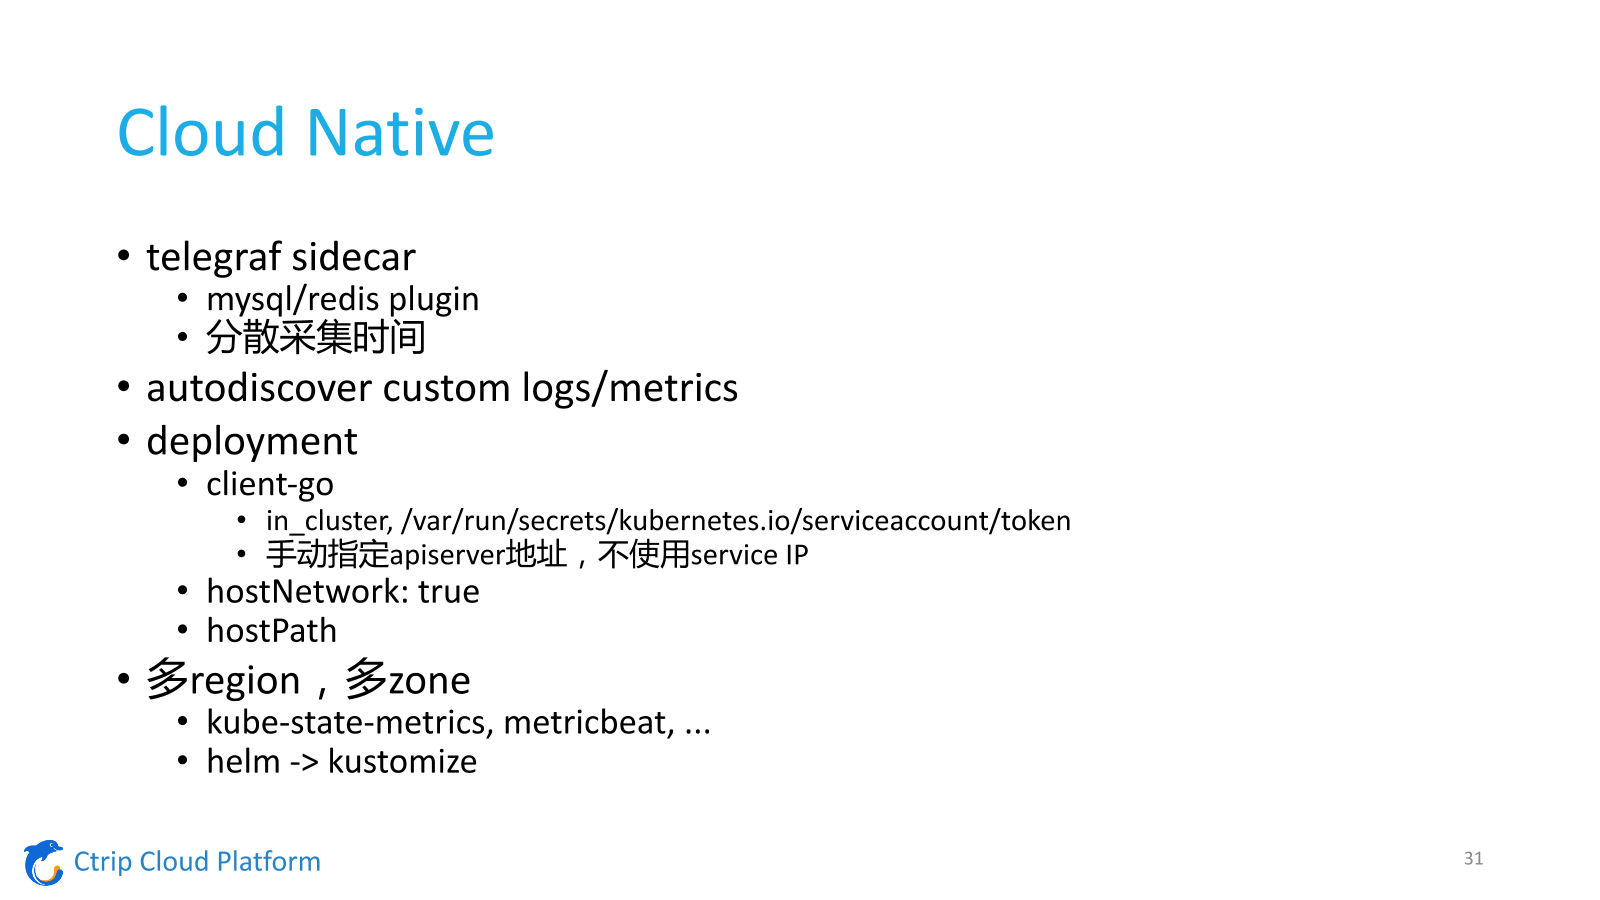 Cloud Native
• telegraf sidecar
• mysql/redis plugin
• 分散采集时间
• autodiscover custom logs/metrics
• deployment
• client-go
• in_cluster, /var/run/secrets/kubernetes.io/serviceaccount/token
• 手动指定apiserver地址，不使用service IP
• hostNetwork: true
• hostPath
• 多region，多zone
• kube-state-metrics, metricbeat, ...
• helm -> kustomize
Ctrip Cloud Platform
31